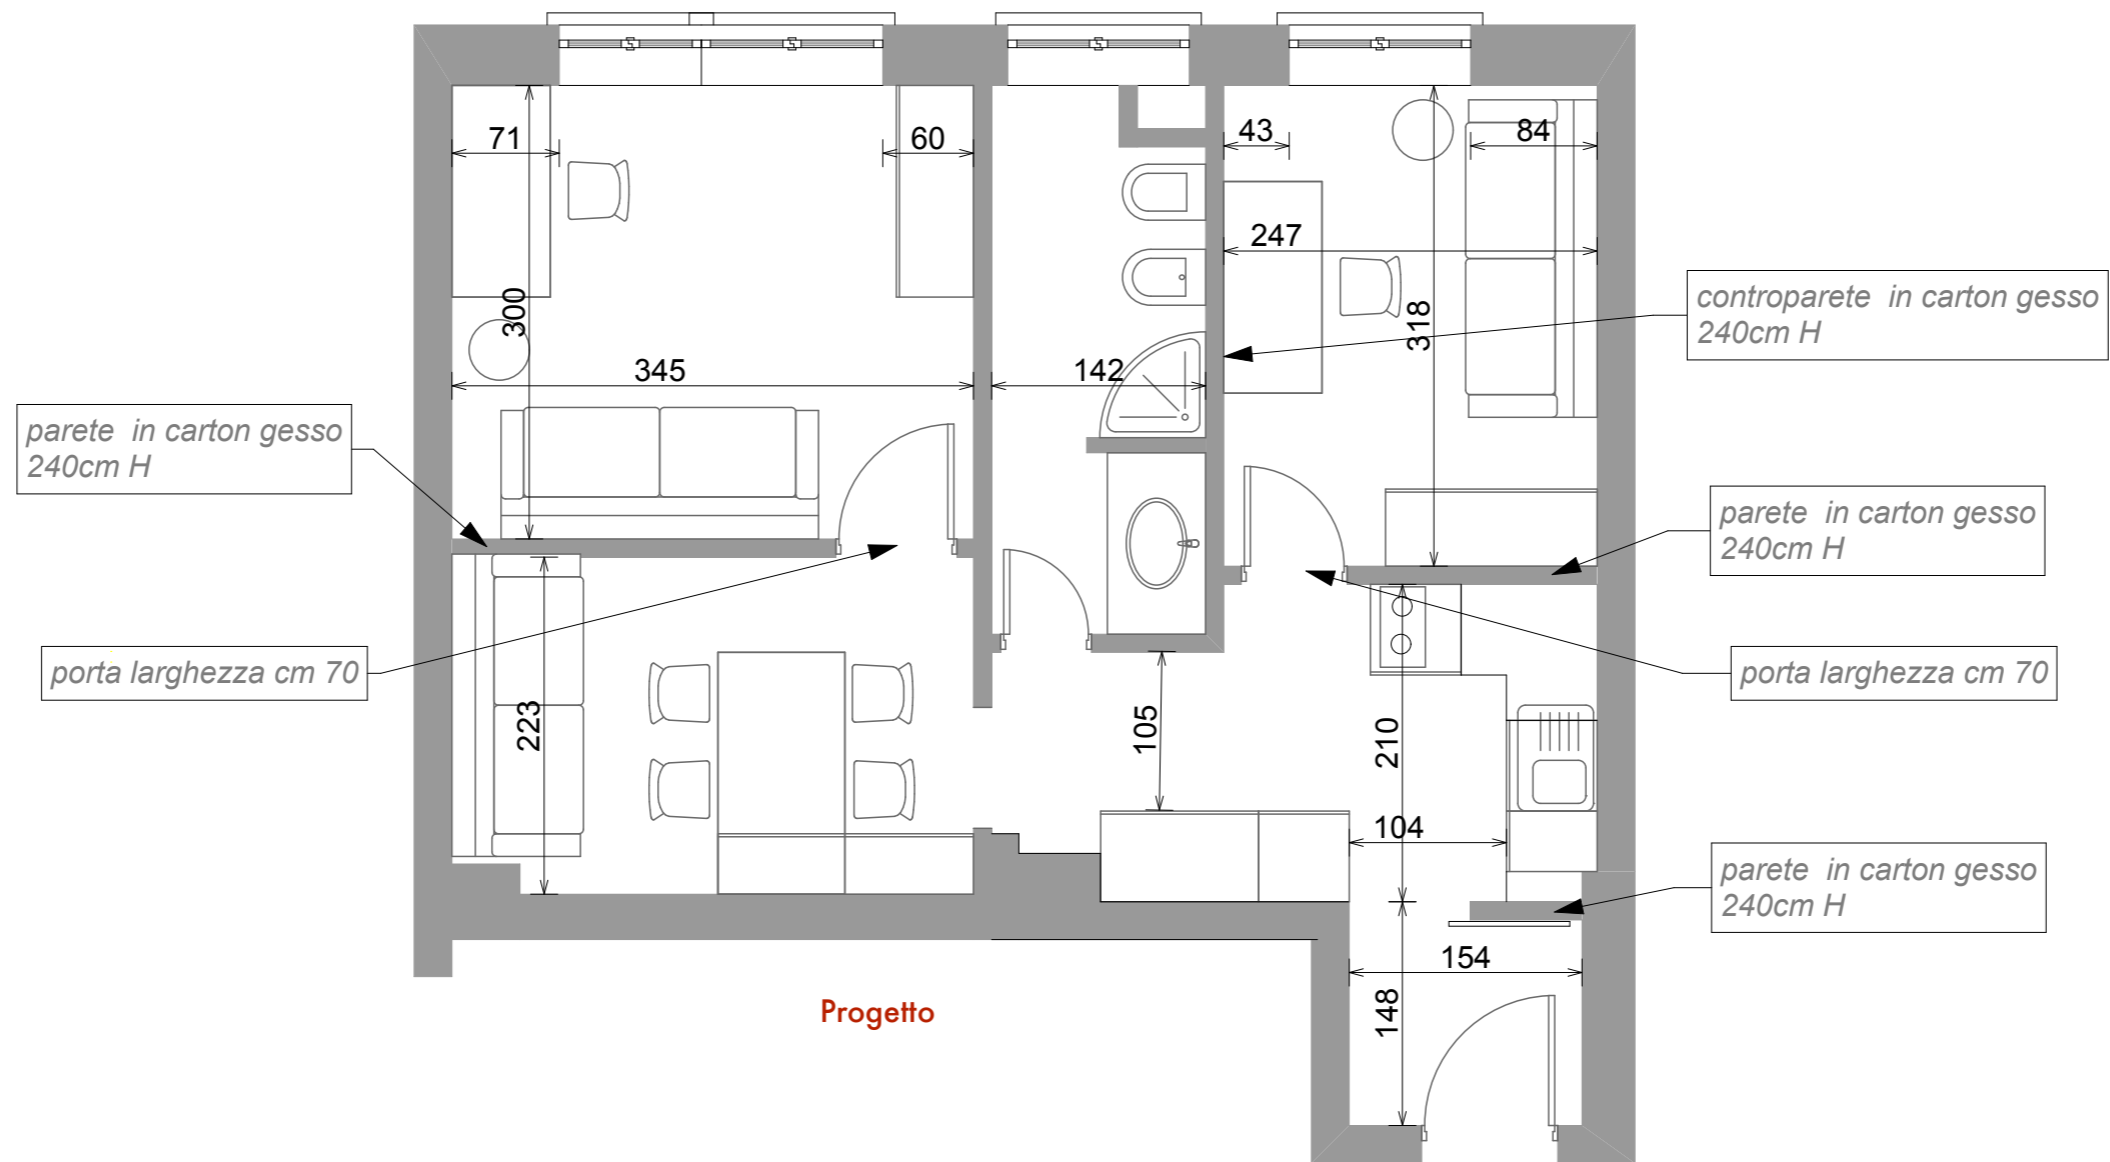 71
60
43
84
247
controparete in carton gesso
240cm H
300
318
345
142
parete in carton gesso
240cm H
parete in carton gesso
240cm H
porta larghezza cm 70
porta larghezza cm 70
223
105
210
104
parete in carton gesso
240cm H
154
148
Progetto